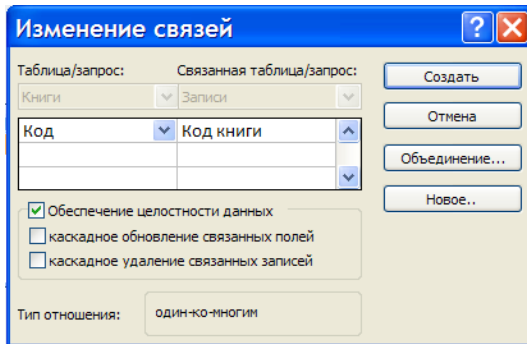 Изменение связей
Таблица/запрос: Связанная таблица/запрос:
Книги Записи
Код Код книги
Создать
Отмена
Объединение...
Новое..
Обеспечение целостности данных
каскадное обновление связанных полей
каскадное удаление связанных записей
Тип отношения: один-ко-многим